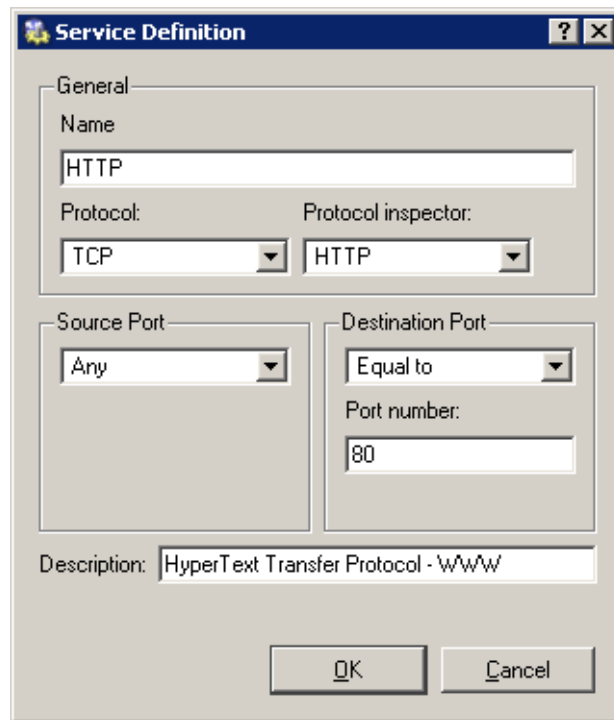 Service Definition
General
Name
HTTP
Protocol: Protocol inspector:
TCP HTTP
Source Port Destination Port
Any Equal to
Port number:
80
Description: HyperText Transfer Protocol - WWW
OK Cancel